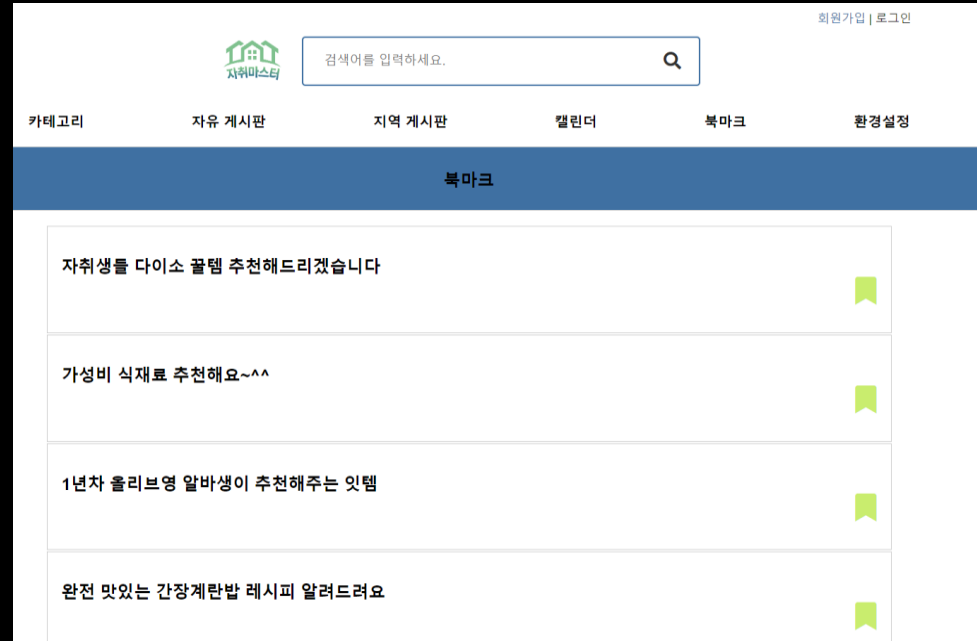 회원가입 | 로그인
자취마스터
검색어를 입력하세요.
카테고리 자유 게시판 지역 게시판 캘린더 북마크 환경설정
북마크
자취생들 다이소 꿀템 추천해드리겠습니다
가성비 식재료 추천해요~^^
1년차 올리브영 알바생이 추천해주는 잇템
완전 맛있는 간장계란밥 레시피 알려드려요